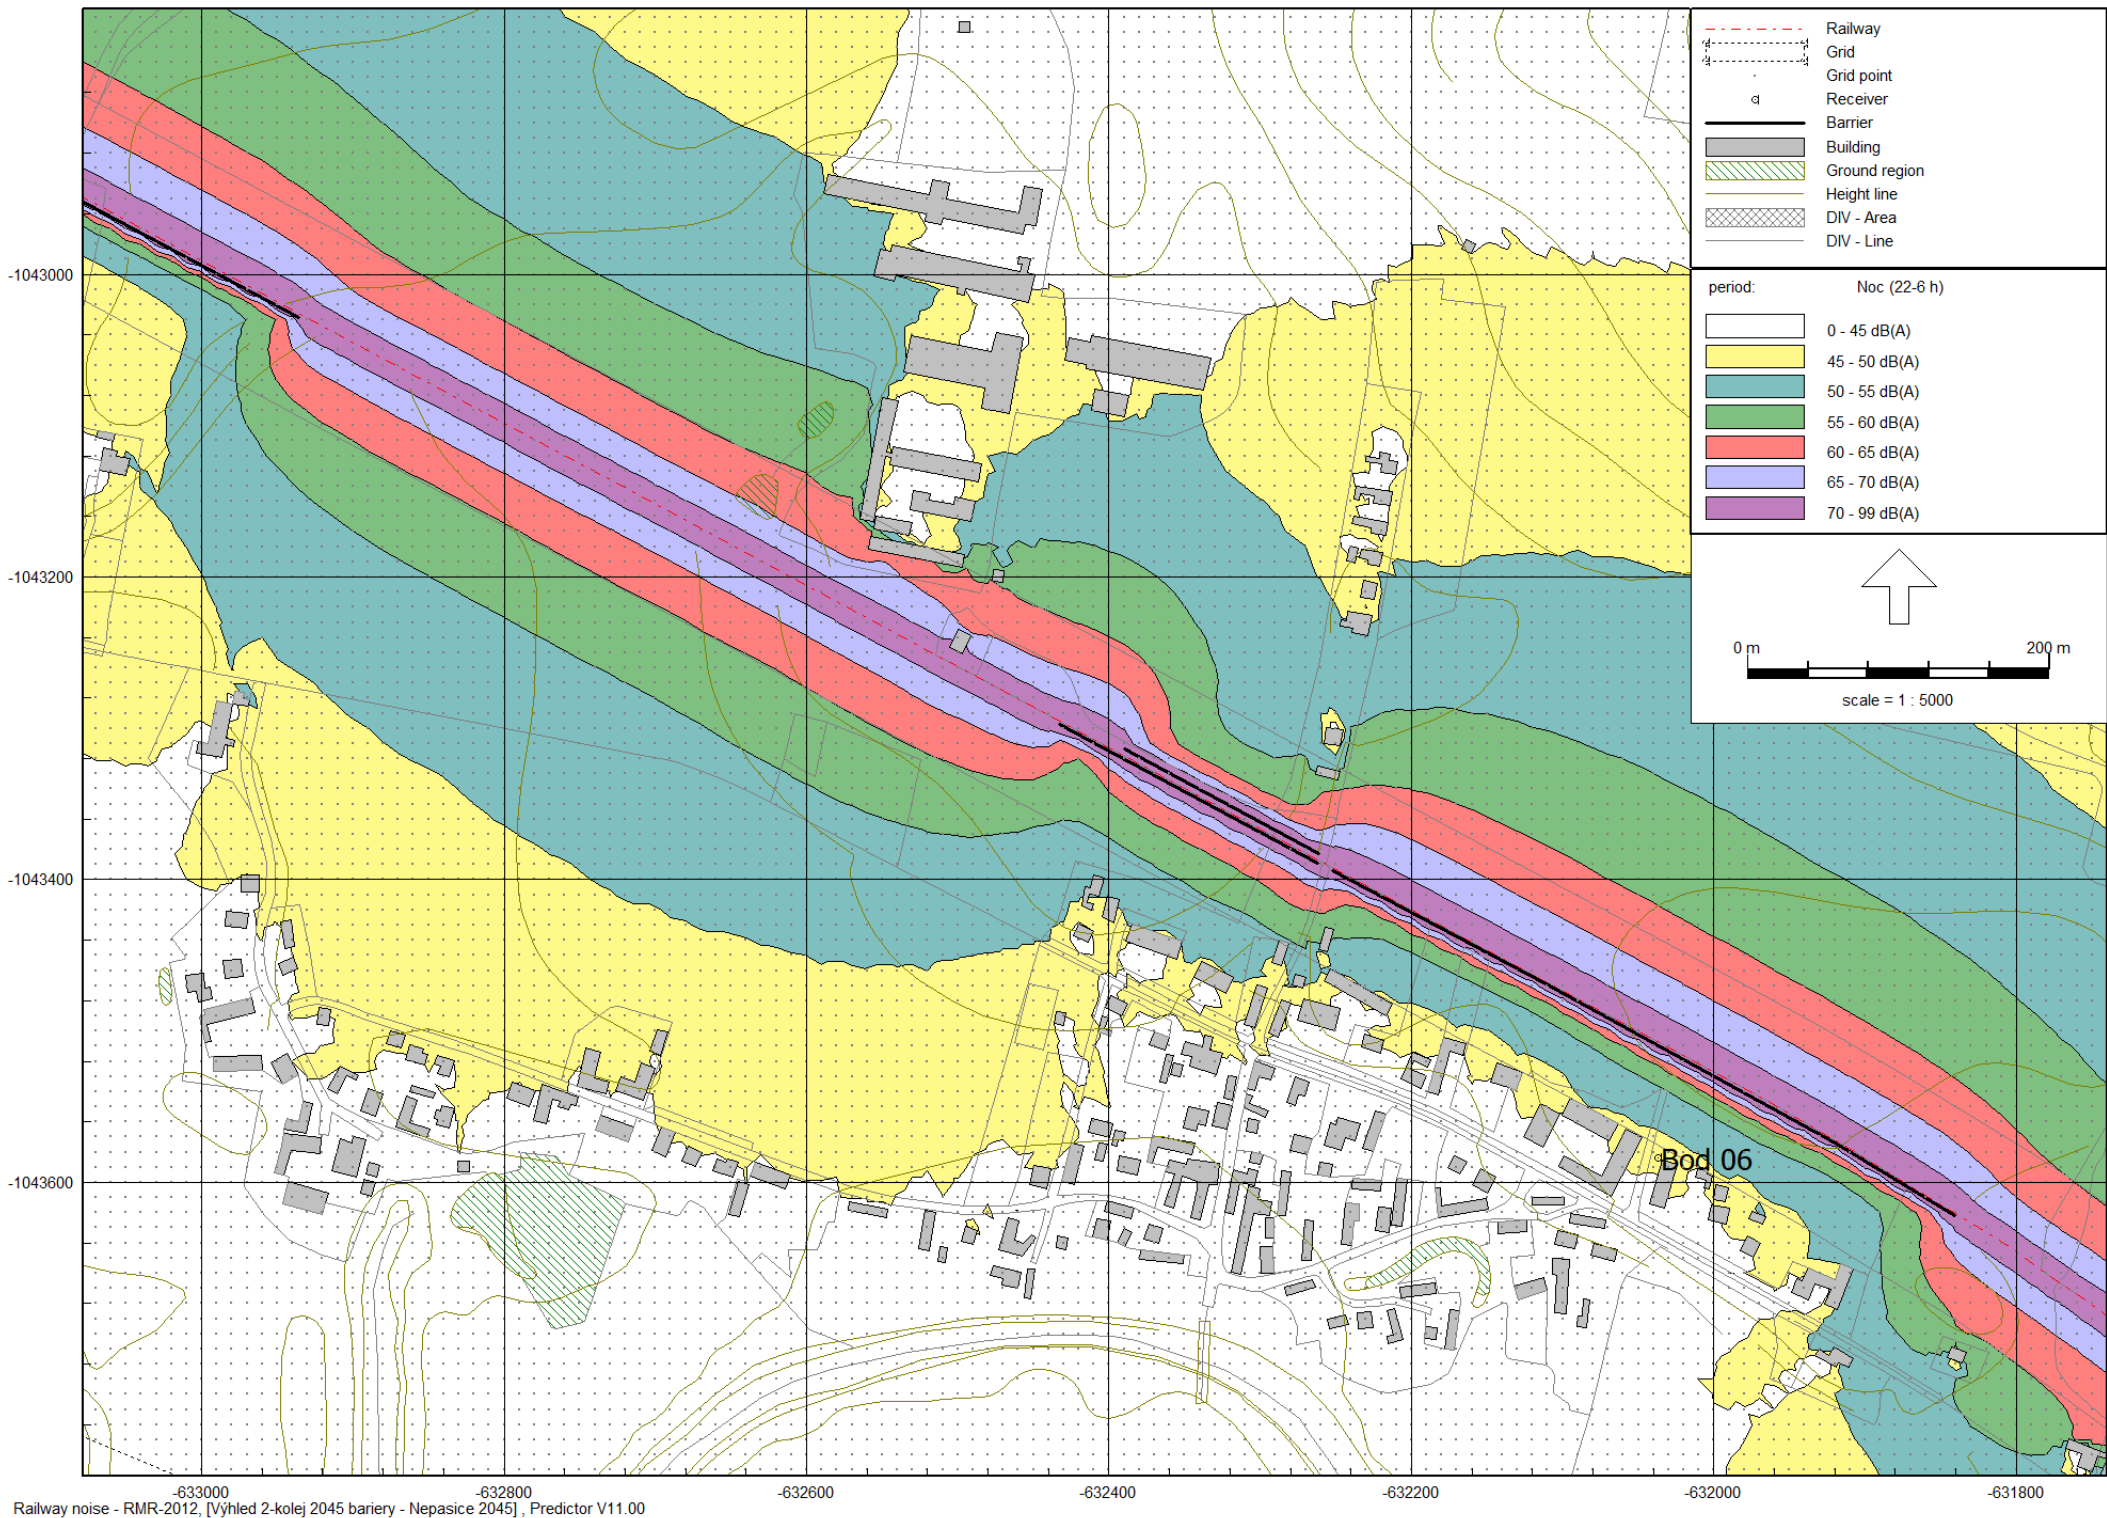 Railway
Grid
Grid point
Receiver
Barrier
Building
Ground region
Height line
DIV - Area
DIV - Line
period: Noc (22-6 h)
0 - 45 dB(A)
45 - 50 dB(A)
50 - 55 dB(A)
55 - 60 dB(A)
60 - 65 dB(A)
65 - 70 dB(A)
70 - 99 dB(A)
0 m 200 m
scale = 1 : 5000
-1043000
-1043200
-1043400
-1043600
Bod 06
-633000 -632800 -632600 -632400 -632200 -632000 -631800
Railway noise - RMR-2012, [Výhled 2-kolej 2045 bariery - Nepasice 2045] , Predictor V11.00